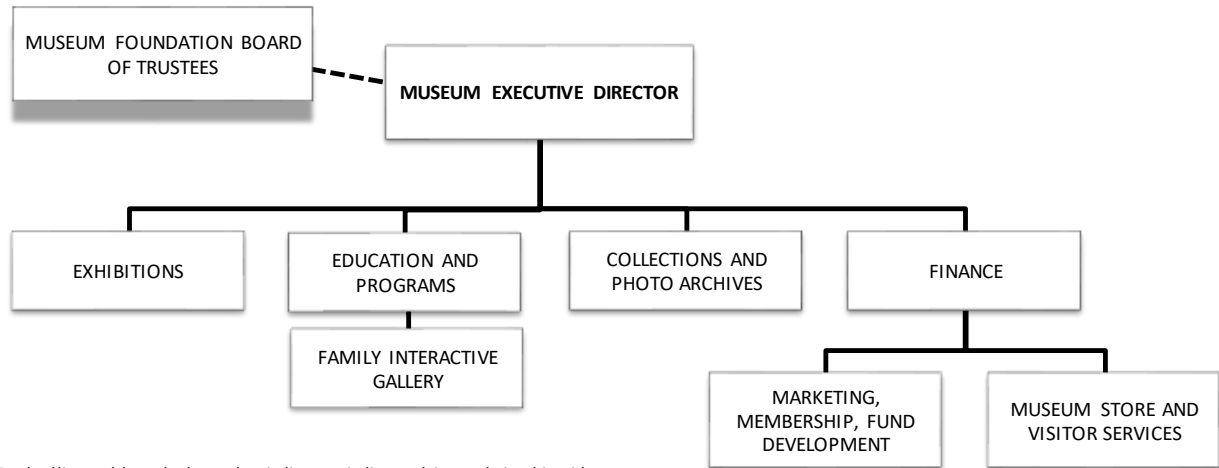 MUSEUM FOUNDATION BOARD
OF TRUSTEES
MUSEUM EXECUTIVE DIRECTOR
EXHIBITIONS
EDUCATION AND
PROGRAMS
COLLECTIONS AND
PHOTO ARCHIVES
FINANCE
FAMILY INTERACTIVE
GALLERY
MARKETING,
MEMBERSHIP, FUND
DEVELOPMENT
MUSEUM STORE AND
VISITOR SERVICES